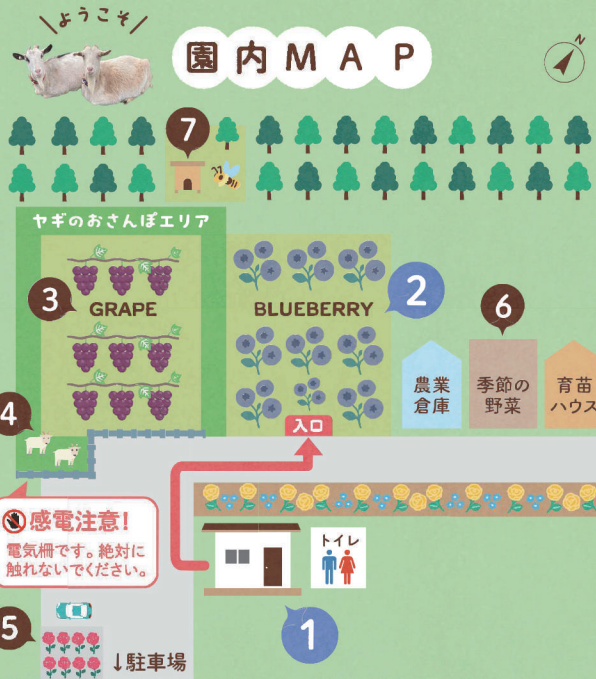 ようこそ
園内MAP
N
7
ヤギのおさんぽエリア
3
GRAPE
BLUEBERRY
2
6
農業
倉庫
季節の
野菜
育苗
ハウス
4
入口
感電注意!
電気柵です。絶対に
触れないでください。
トイレ
1
5
↓駐車場